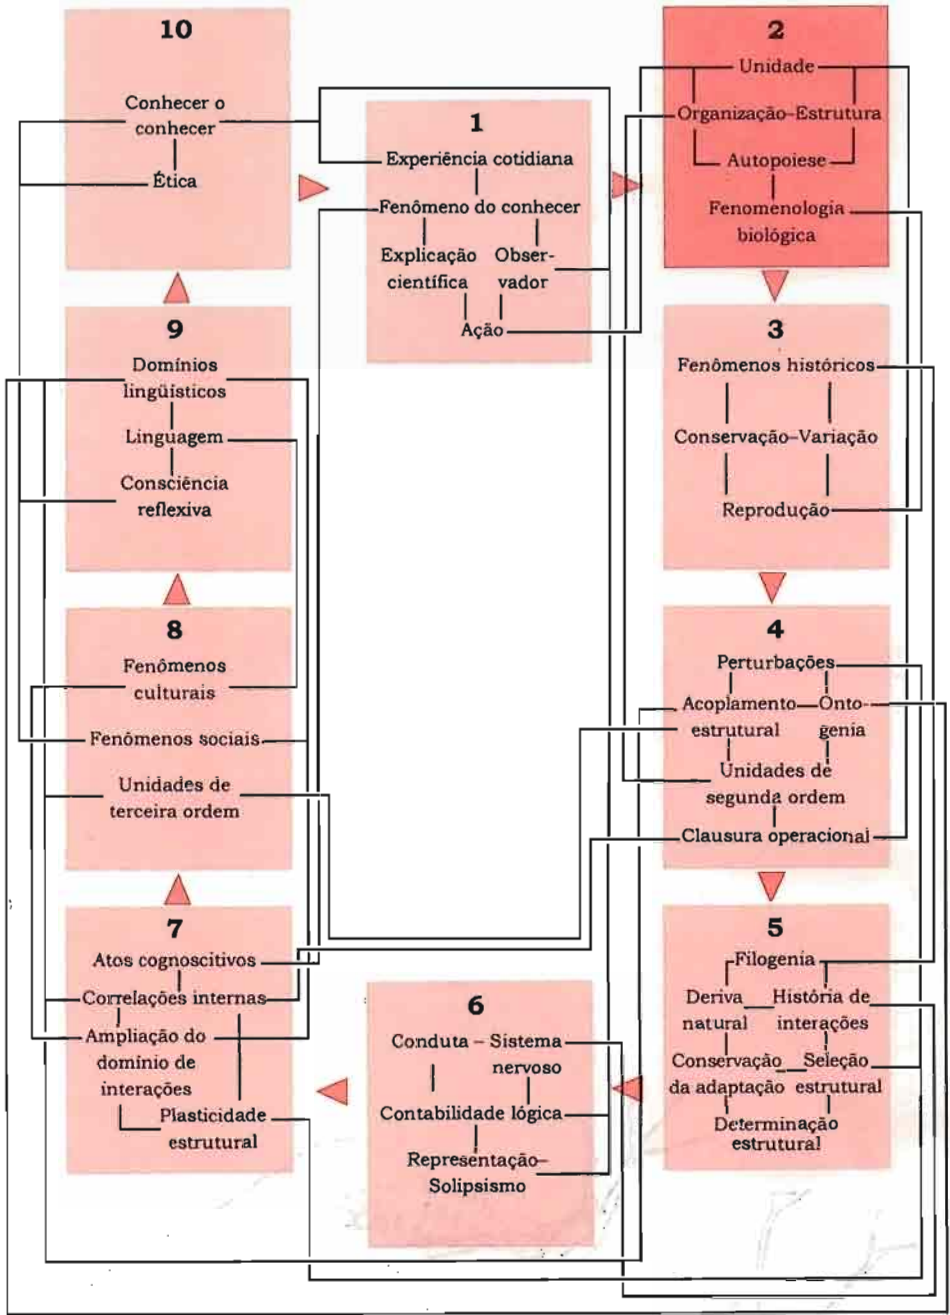 10
Conhecer o
conhecer
Ética
1
Experiência cotidiana
Fenômeno do conhecer
Explicação Obser-
científica vador
Ação
2
Unidade
Organização-Estrutura
Autopoiese
Fenomenologia
biológica
3
Fenômenos históricos
Conservação-Variação
Reprodução
4
Perturbações
Acoplamento Onto-
estrutural genia
Unidades de
segunda ordem
Clausura operacional
5
Filogenia
Deriva História de
natural interações
Conservação Seleção
da adaptação estrutural
Determinação
estrutural
6
Conduta - Sistema
nervoso
Contabilidade lógica
Representação-
Solipsismo
7
Atos cognoscitivos
Correlações internas
Ampliação do
domínio de
interações
Plasticidade
estrutural
8
Fenômenos
culturais
Fenômenos sociais
Unidades de
terceira ordem
9
Domínios
lingüísticos
Linguagem
Consciência
reflexiva